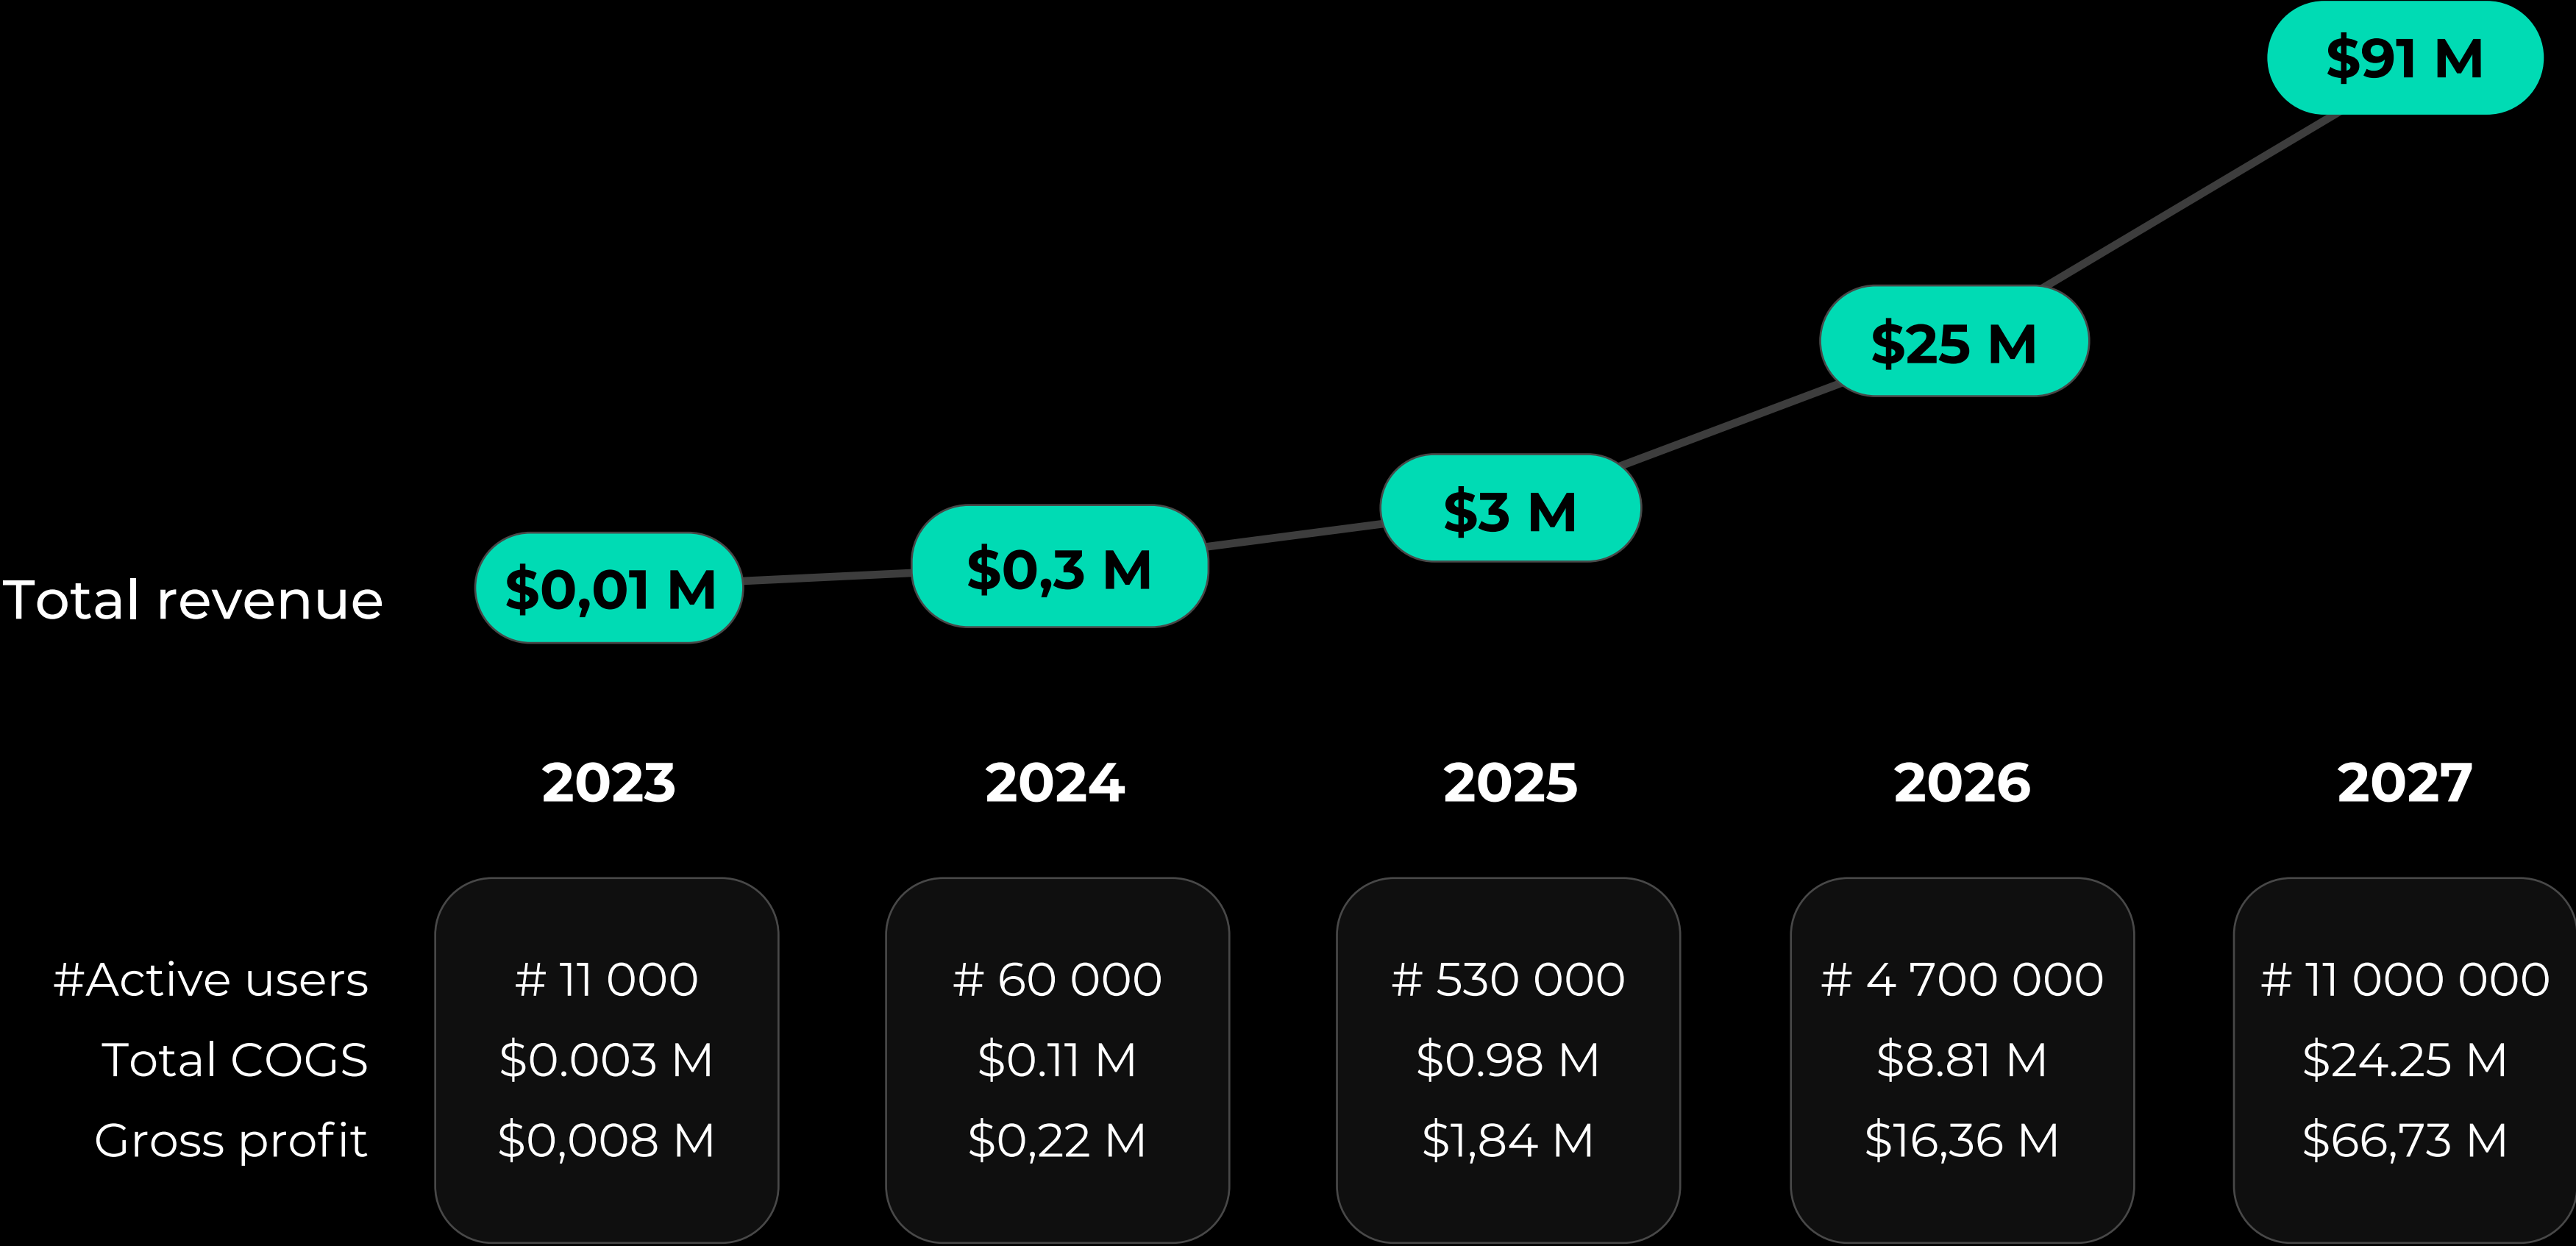 $91 M
$25 M
$3 M
$0,3 M
Total revenue $0,01 M
2023 2024 2025 2026 2027
#Active users # 11 000 # 60 000 # 530 000 # 4 700 000 # 11 000 000
Total COGS $0.003 M $0.11 M $0.98 M $8.81 M $24.25 M
Gross profit $0,008 M $0,22 M $1,84 M $16,36 M $66,73 M